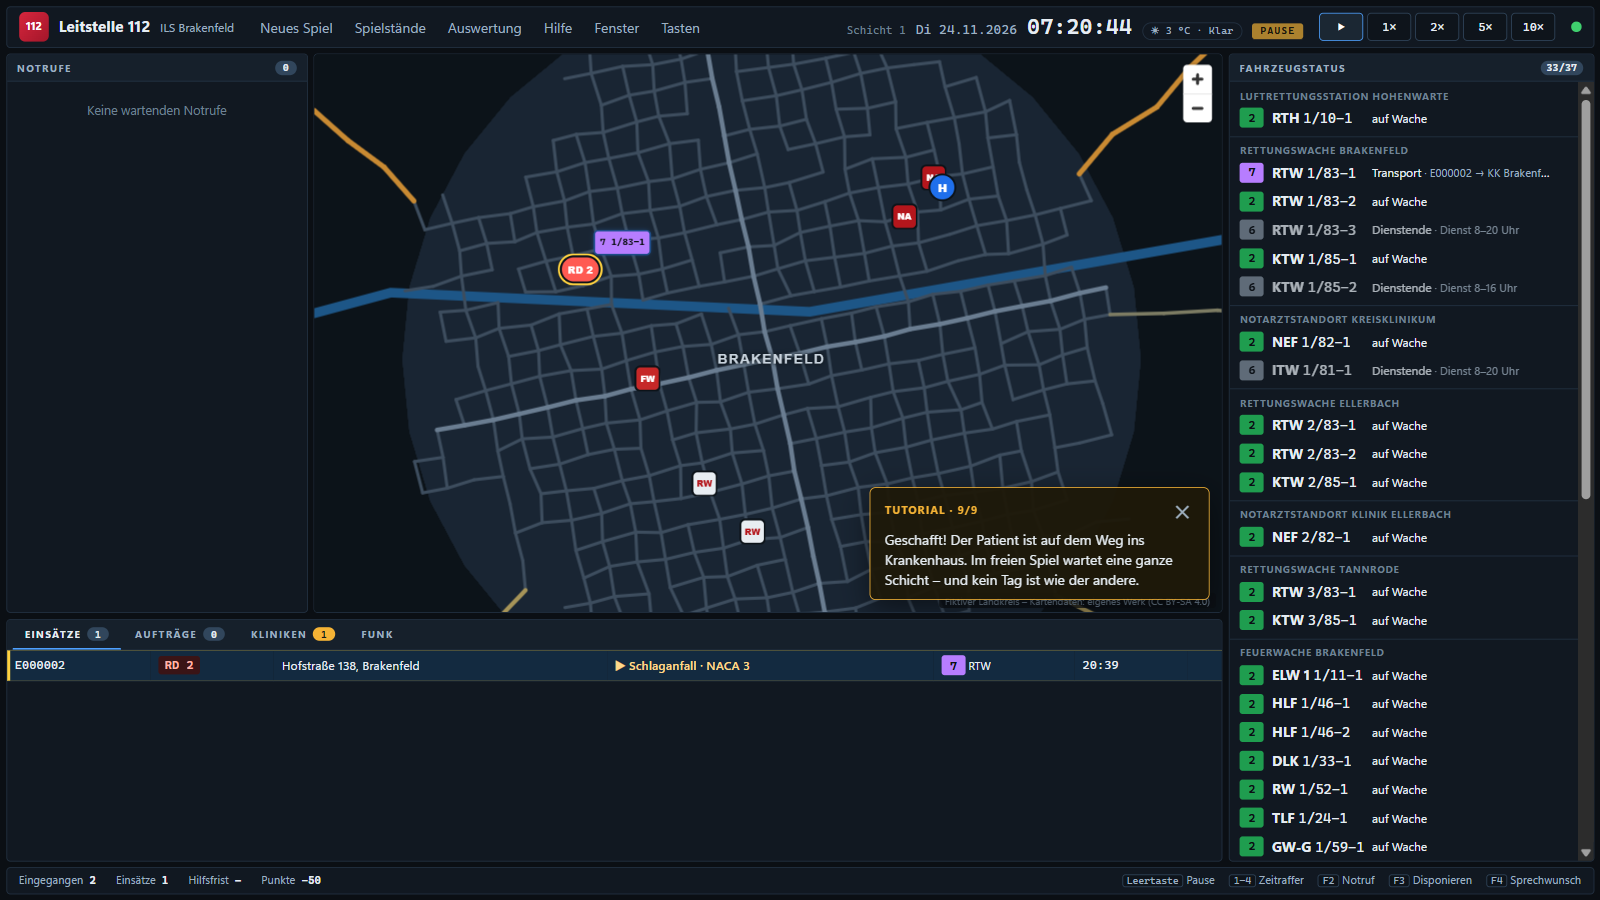 112 Leitstelle 112 ILS Brakenfeld Neues Spiel Spielstände Auswertung Hilfe Fenster Tasten Schicht 1 Di 24.11.2026 07:20:44 ☀ 3 °C · Klar PAUSE ▶ 1× 2× 5× 10×
NOTRUFE 0
Keine wartenden Notrufe
+
−
H
NA
7 1/83–1
RD 2
BRAKENFELD
FW
RW
RW
TUTORIAL · 9/9
Geschafft! Der Patient ist auf dem Weg ins
Krankenhaus. Im freien Spiel wartet eine ganze
Schicht – und kein Tag ist wie der andere.
Fiktiver Landkreis – Kartendaten: eigenes Werk (CC BY-SA 4.0)
FAHRZEUGSTATUS 33/37
LUFTRETTUNGSSTATION HOHENWARTE
2 RTH 1/10–1 auf Wache
RETTUNGSWACHE BRAKENFELD
7 RTW 1/83–1 Transport · E000002 → KK Brakenf...
2 RTW 1/83–2 auf Wache
6 RTW 1/83–3 Dienstende · Dienst 8–20 Uhr
2 KTW 1/85–1 auf Wache
6 KTW 1/85–2 Dienstende · Dienst 8–16 Uhr
NOTARZTSTANDORT KREISKLINIKUM
2 NEF 1/82–1 auf Wache
6 ITW 1/81–1 Dienstende · Dienst 8–20 Uhr
RETTUNGSWACHE ELLERBACH
2 RTW 2/83–1 auf Wache
2 RTW 2/83–2 auf Wache
2 KTW 2/85–1 auf Wache
NOTARZTSTANDORT KLINIK ELLERBACH
2 NEF 2/82–1 auf Wache
RETTUNGSWACHE TANNRODE
2 RTW 3/83–1 auf Wache
2 KTW 3/85–1 auf Wache
FEUERWACHE BRAKENFELD
2 ELW 1 1/11–1 auf Wache
2 HLF 1/46–1 auf Wache
2 HLF 1/46–2 auf Wache
2 DLK 1/33–1 auf Wache
2 RW 1/52–1 auf Wache
2 TLF 1/24–1 auf Wache
2 GW-G 1/59–1 auf Wache
EINSÄTZE 1 AUFTRÄGE 0 KLINIKEN 1 FUNK
E000002 RD 2 Hofstraße 138, Brakenfeld ▶ Schlaganfall · NACA 3 7 RTW 20:39
Eingegangen 2 Einsätze 1 Hilfsfrist – Punkte −50
Leertaste Pause 1–4 Zeitraffer F2 Notruf F3 Disponieren F4 Sprechwunsch